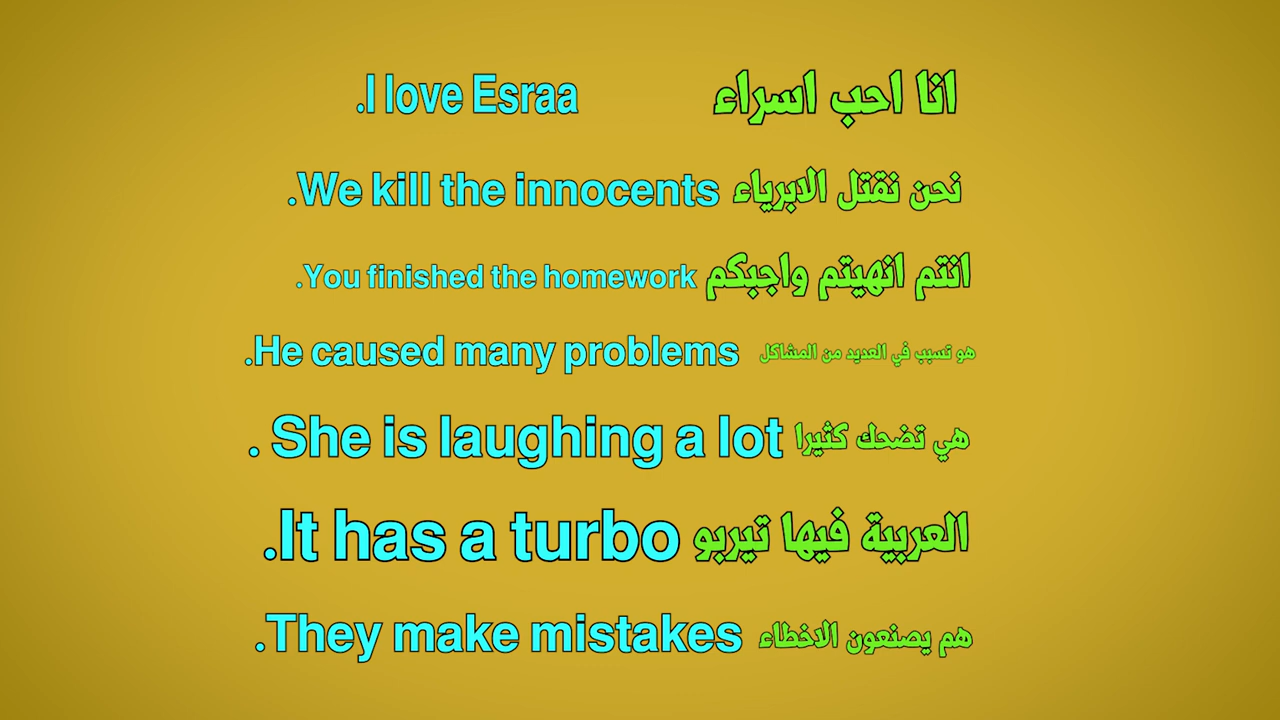 .I love Esraa انا احب اسراء
.We kill the innocents نحن نقتل الابرياء
.You finished the homework انتم انهيتم واجبكم
.He caused many problems هو تسبب في العديد من المشاكل
. She is laughing a lot هي تضحك كثيرا
.It has a turbo العربية فيها تيربو
.They make mistakes هم يصنعون الاخطاء